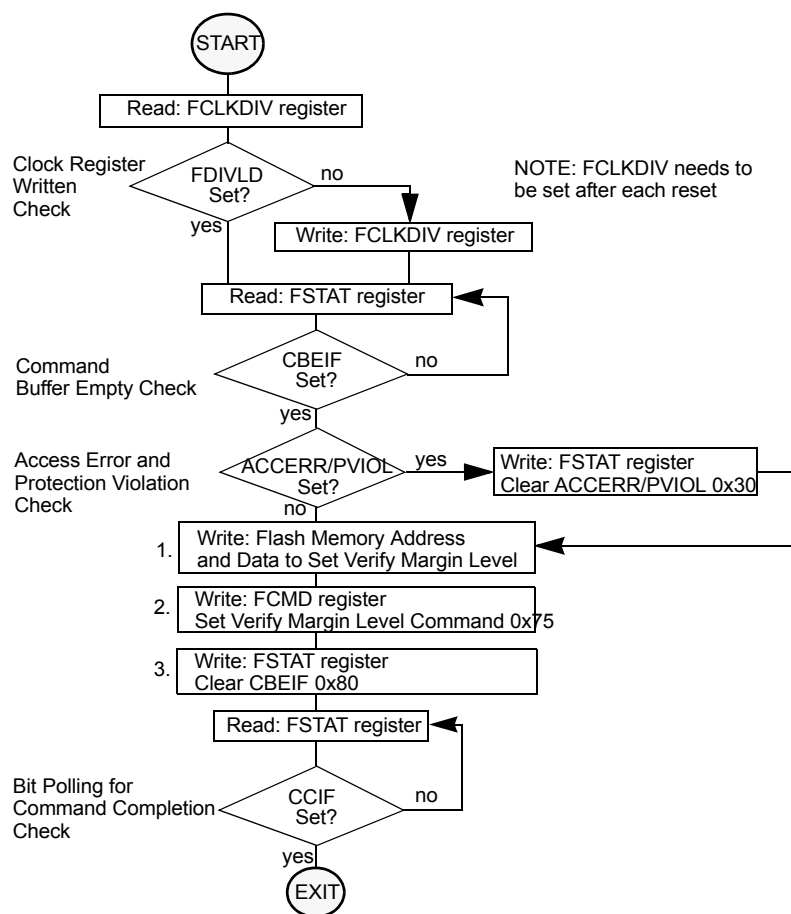 START
Read: FCLKDIV register
Clock Register
Written
Check
FDIVLD
Set?
no
yes
NOTE: FCLKDIV needs to
be set after each reset
Write: FCLKDIV register
Read: FSTAT register
Command
Buffer Empty Check
CBEIF
Set?
no
yes
Access Error and
Protection Violation
Check
ACCERR/PVIOL
Set?
yes
no
Write: FSTAT register
Clear ACCERR/PVIOL 0x30
1.
Write: Flash Memory Address
and Data to Set Verify Margin Level
2.
Write: FCMD register
Set Verify Margin Level Command 0x75
3.
Write: FSTAT register
Clear CBEIF 0x80
Read: FSTAT register
Bit Polling for
Command Completion
Check
CCIF
Set?
no
yes
EXIT